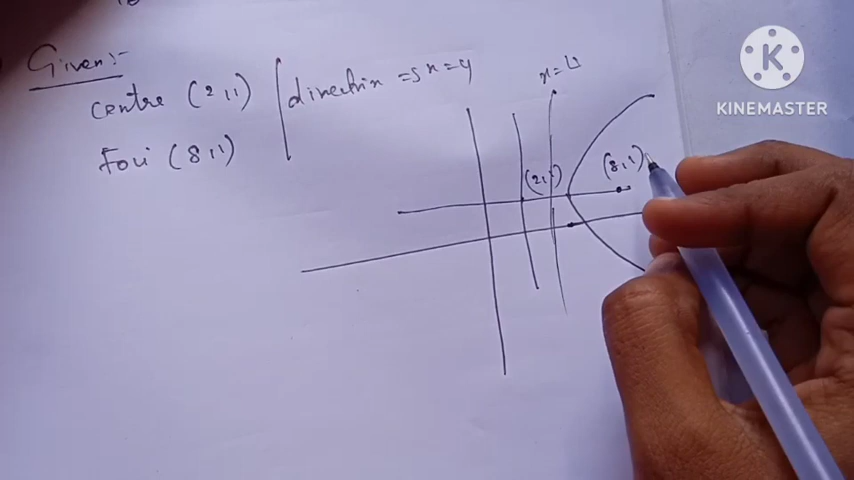 Given:-
Centre (2,1)
Foci (8,1)
directrix => x=4
x=4
(2,1)
(8,1)
KINEMASTER